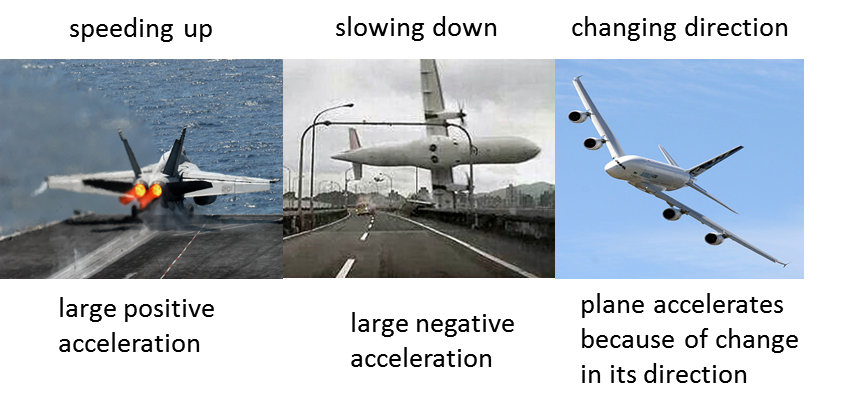 speeding up
slowing down
changing direction
large positive
acceleration
large negative
acceleration
plane accelerates
because of change
in its direction